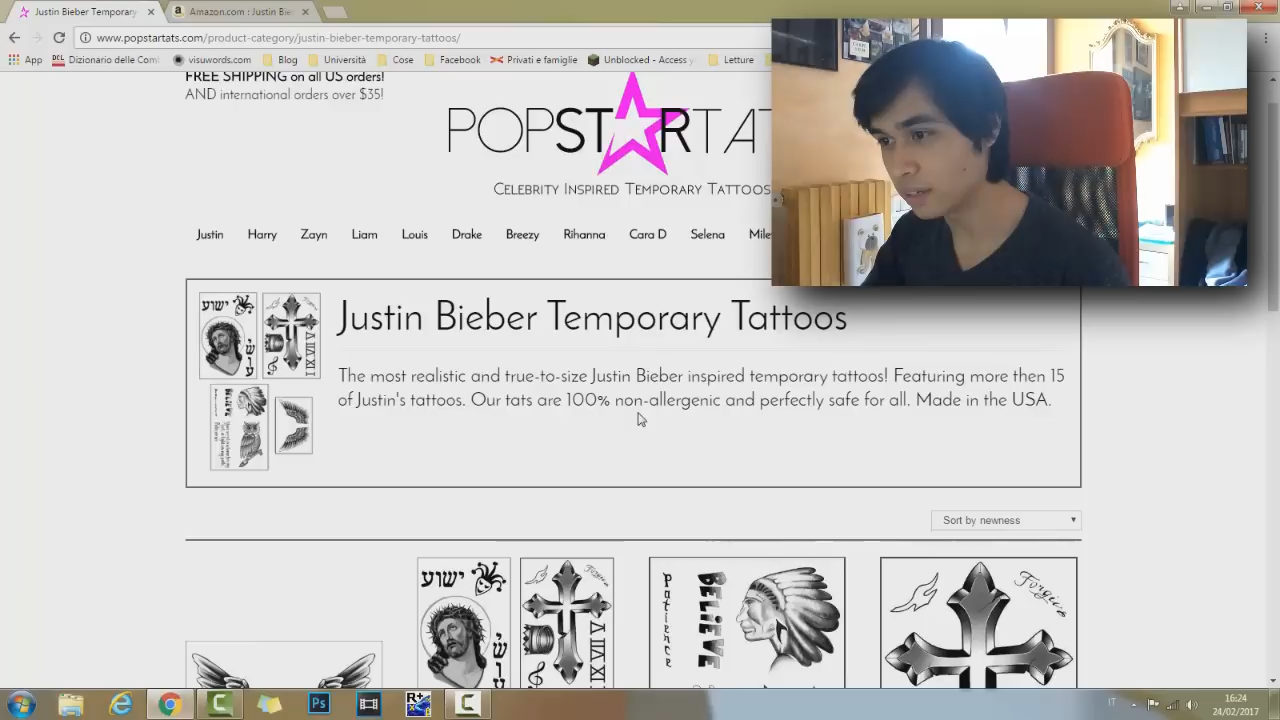 Justin Bieber Temporary
Amazon.com : Justin Bie
www.popstartats.com/product-category/justin-bieber-temporary-tattoos/
App
Dizionario delle Com
visuwords.com
Blog
Università
Cose
Facebook
Privati e famiglie
Unblocked - Access
Letture
FREE SHIPPING on all US orders!
AND international orders over $35!
POPSTARTAT
CELEBRITY INSPIRED TEMPORARY TATTOOS
Justin
Harry
Zayn
Liam
Louis
Drake
Breezy
Rihanna
Cara D
Selena
Mile
ישוע
Justin Bieber Temporary Tattoos
The most realistic and true-to-size Justin Bieber inspired temporary tattoos! Featuring more then 15
of Justin's tattoos. Our tats are 100% non-allergenic and perfectly safe for all. Made in the USA.
BELIEVE
Sort by newness
ישוע
Forgive
Patience
BELIEVE
Forgive
Ps
R+
IT
16:24
24/02/2017